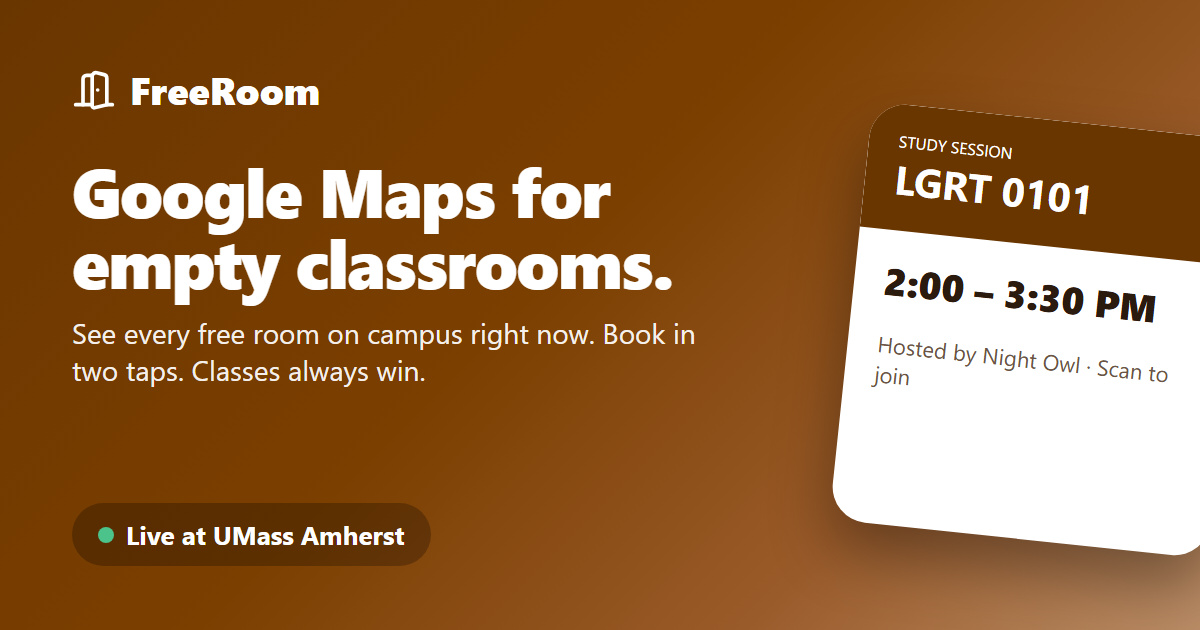 FreeRoom
Google Maps for
empty classrooms.
See every free room on campus right now. Book in
two taps. Classes always win.
Live at UMass Amherst
STUDY SESSION
LGRT 0101
2:00 – 3:30 PM
Hosted by Night Owl · Scan to
join